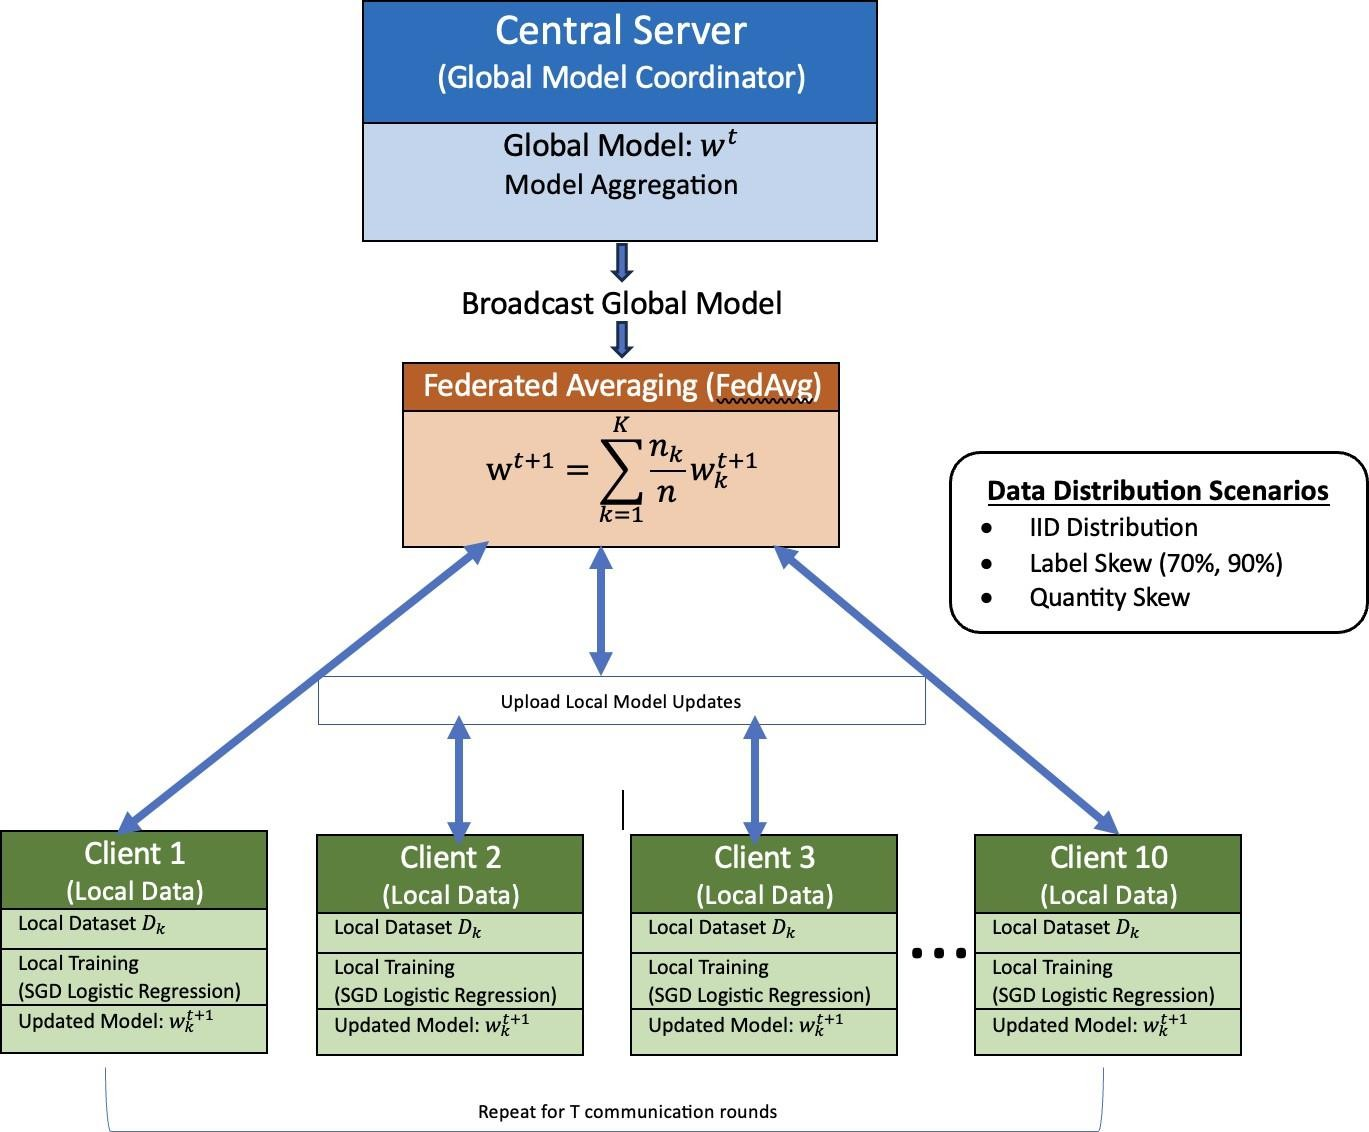 Central Server
(Global Model Coordinator)
Global Model: w^t
Model Aggregation
Broadcast Global Model
Federated Averaging (FedAvg)
w^{t+1} = \sum_{k=1}^{K} \frac{n_k}{n} w_k^{t+1}
Data Distribution Scenarios
• IID Distribution
• Label Skew (70%, 90%)
• Quantity Skew
Upload Local Model Updates
Client 1
(Local Data)
Local Dataset D_k
Local Training
(SGD Logistic Regression)
Updated Model: w_k^{t+1}
Client 2
(Local Data)
Local Dataset D_k
Local Training
(SGD Logistic Regression)
Updated Model: w_k^{t+1}
Client 3
(Local Data)
Local Dataset D_k
Local Training
(SGD Logistic Regression)
Updated Model: w_k^{t+1}
...
Client 10
(Local Data)
Local Dataset D_k
Local Training
(SGD Logistic Regression)
Updated Model: w_k^{t+1}
Repeat for T communication rounds